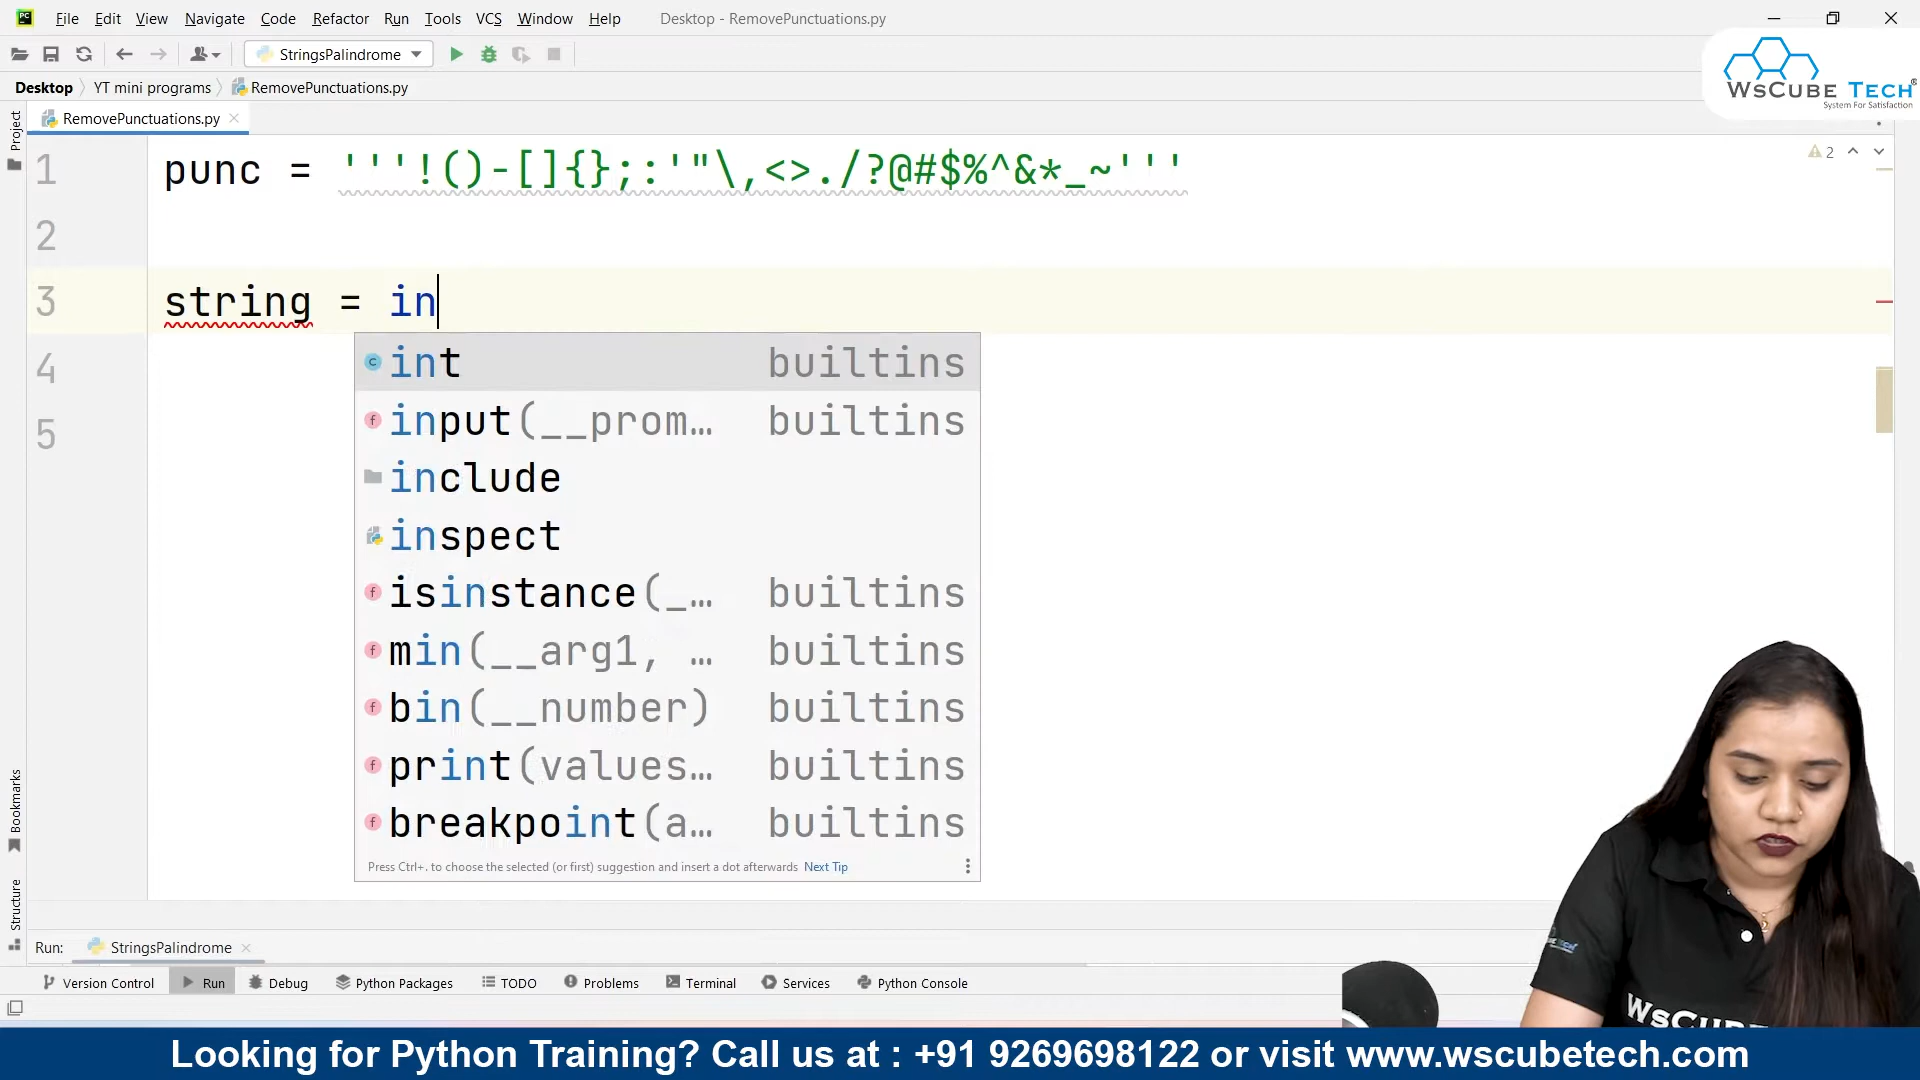 PC File Edit View Navigate Code Refactor Run Tools VCS Window Help Desktop - RemovePunctuations.py
StringsPalindrome
WsCube Tech®
System For Satisfaction
Desktop YT mini programs RemovePunctuations.py
Project
RemovePunctuations.py
2
1 punc = '''!()-[]{};:'"\,<>./?@#$%^&*_~'''
2
3 string = in
4
5
int builtins
input(__prom… builtins
include
inspect
isinstance(_… builtins
min(__arg1, … builtins
bin(__number) builtins
print(values… builtins
breakpoint(a… builtins
Press Ctrl+. to choose the selected (or first) suggestion and insert a dot afterwards Next Tip
Bookmarks
Structure
Run: StringsPalindrome
Version Control Run Debug Python Packages TODO Problems Terminal Services Python Console
Looking for Python Training? Call us at : +91 9269698122 or visit www.wscubetech.com